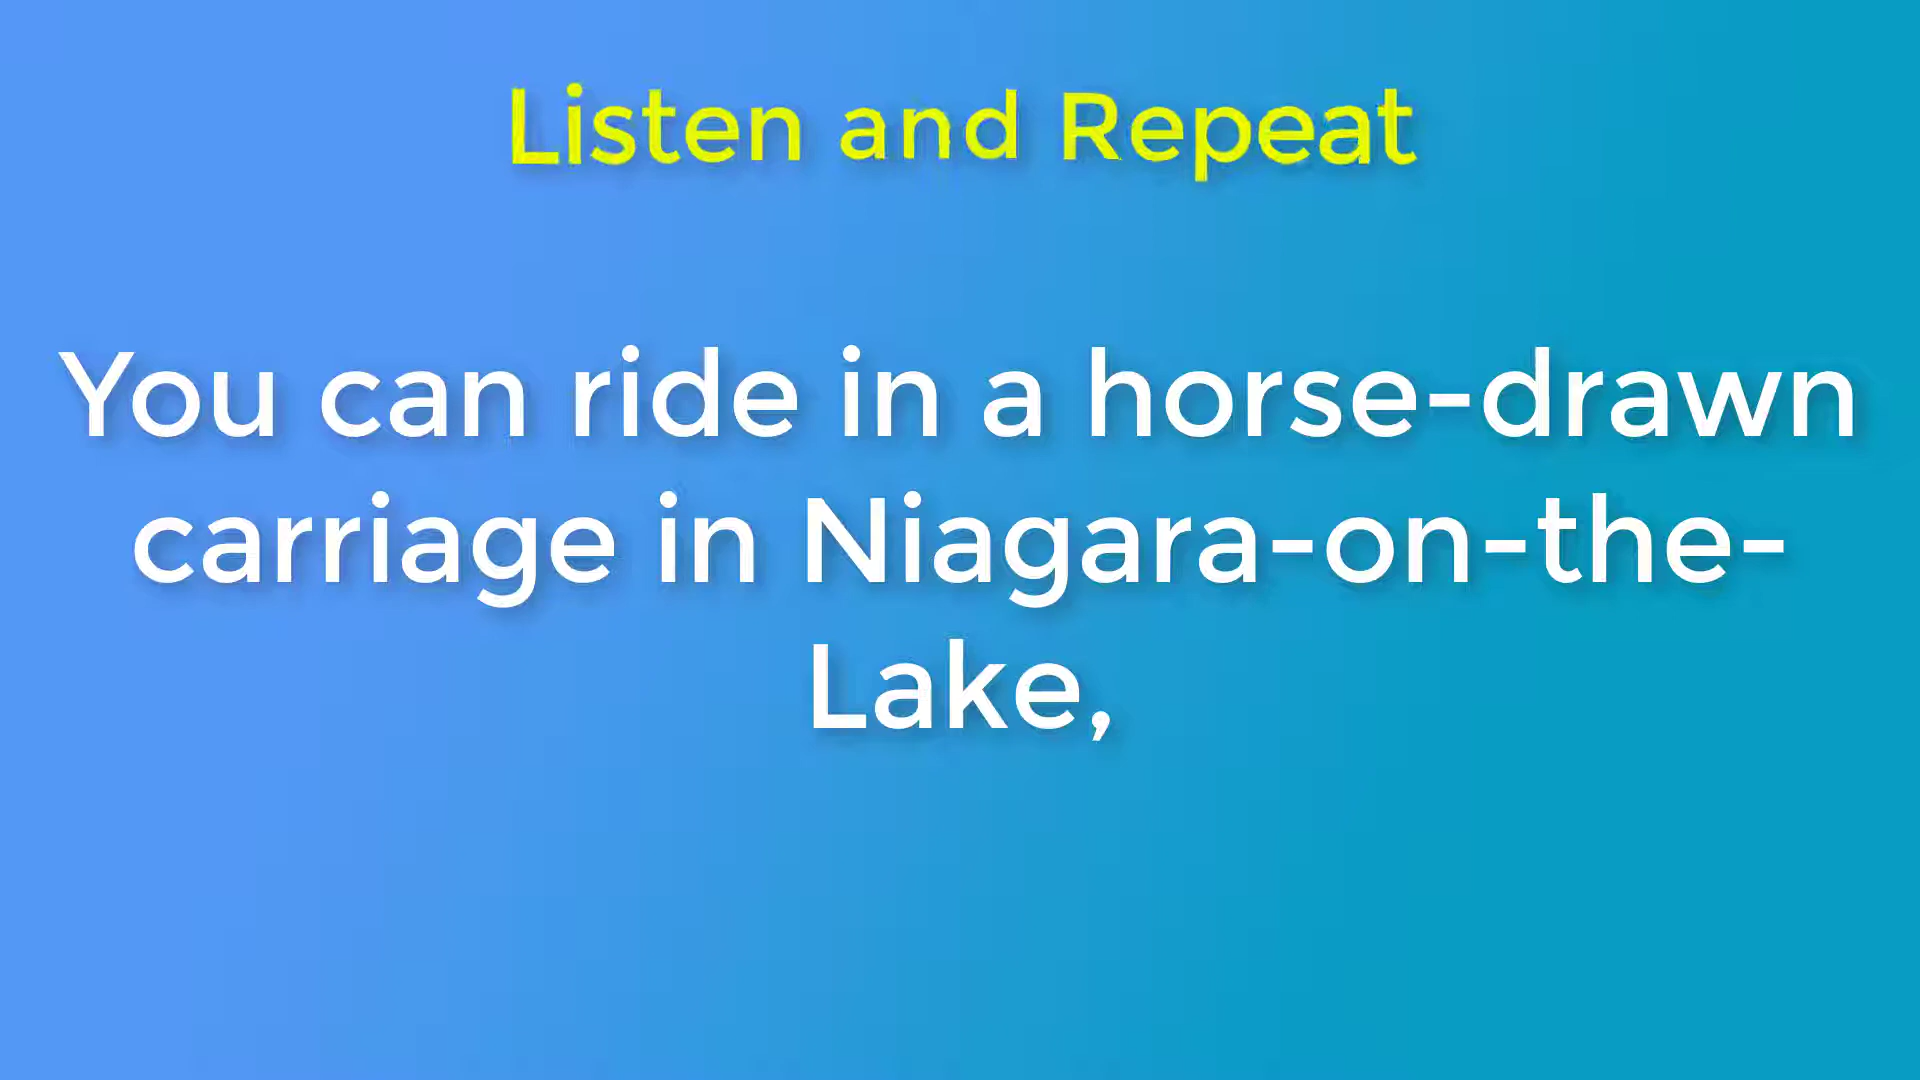 Listen and Repeat
You can ride in a horse-drawn
carriage in Niagara-on-the-
Lake,